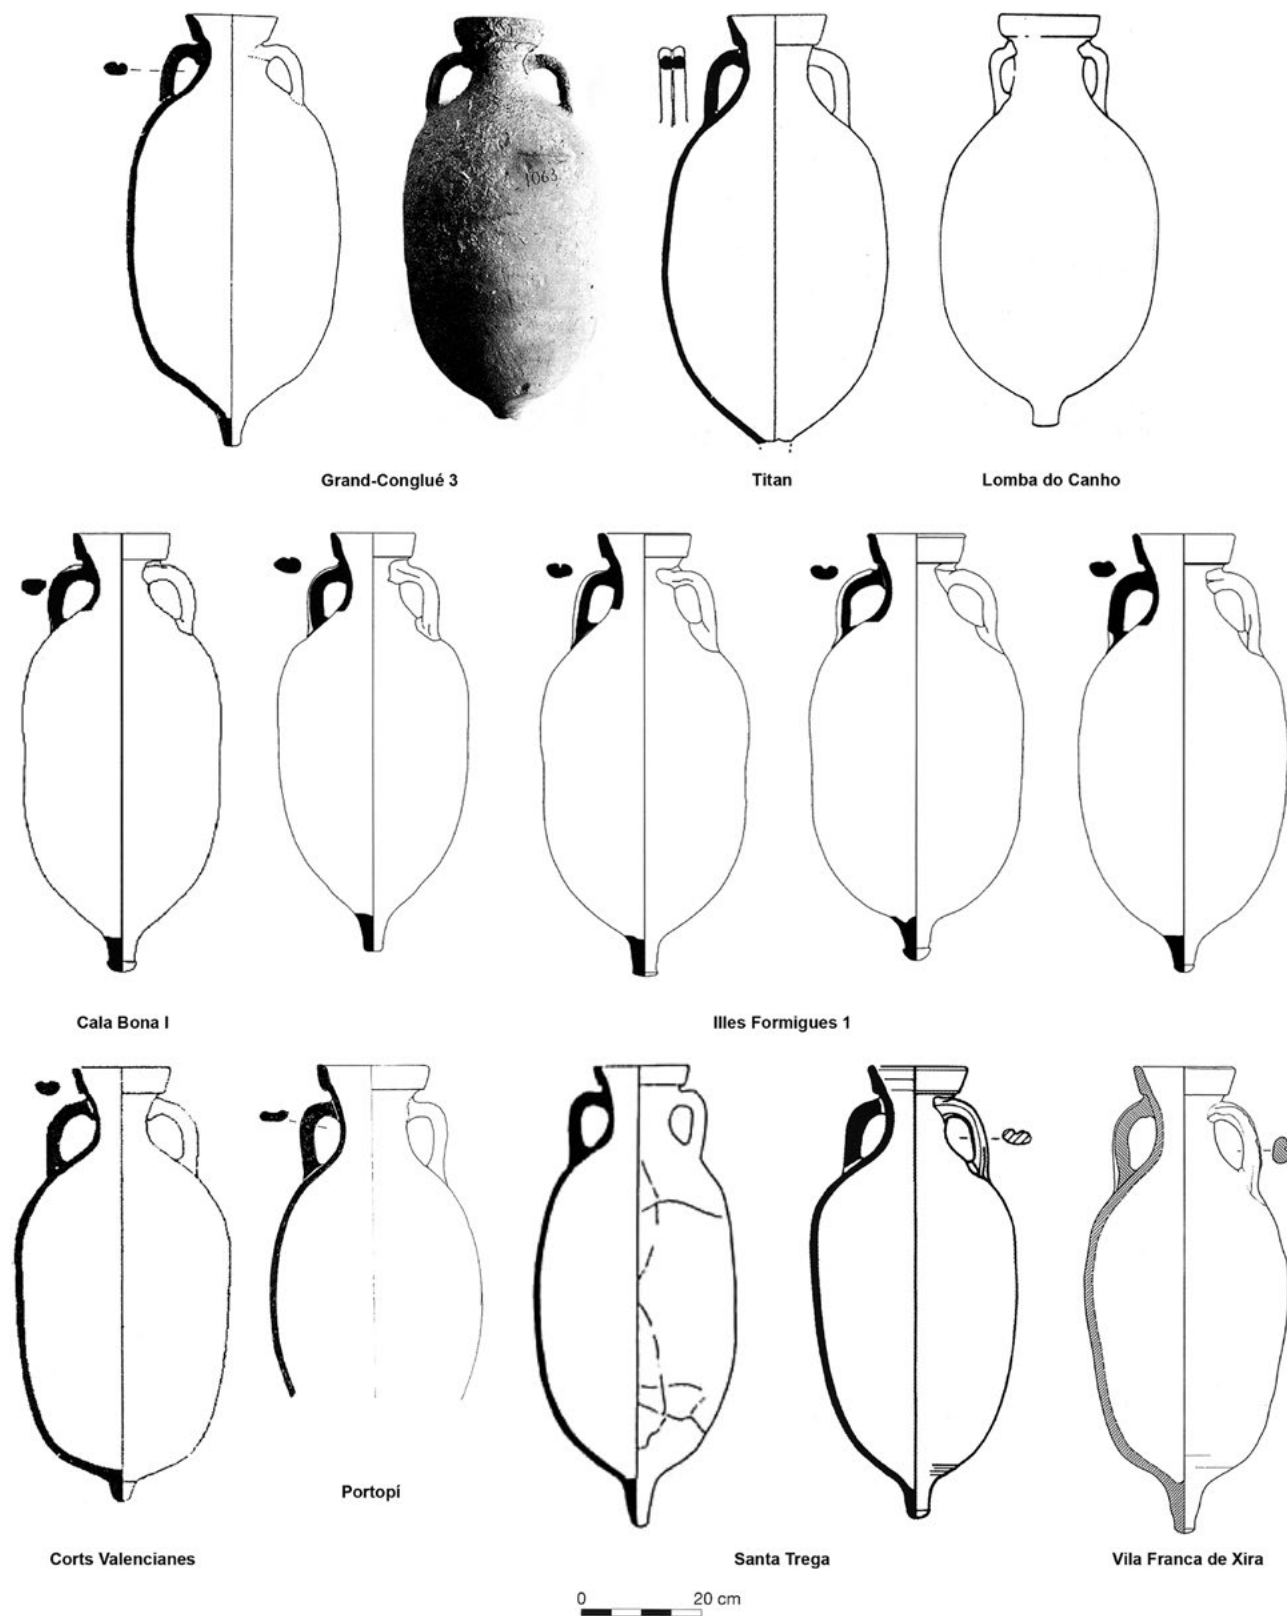 1063
Grand-Conglué 3
Titan
Lomba do Canho
Cala Bona I
Illes Formigues 1
Portopí
Corts Valencianes
Santa Trega
Vila Franca de Xira
0 20 cm